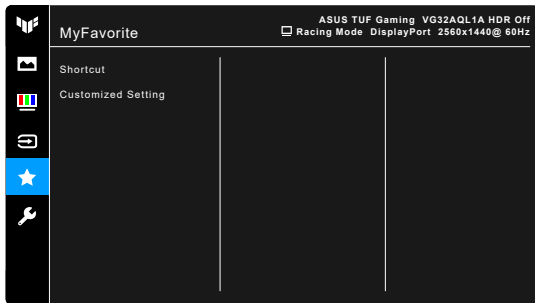 ASUS TUF Gaming VG32AQL1A HDR Off
MyFavorite
Racing Mode DisplayPort 2560x1440@ 60Hz
Shortcut
Customized Setting